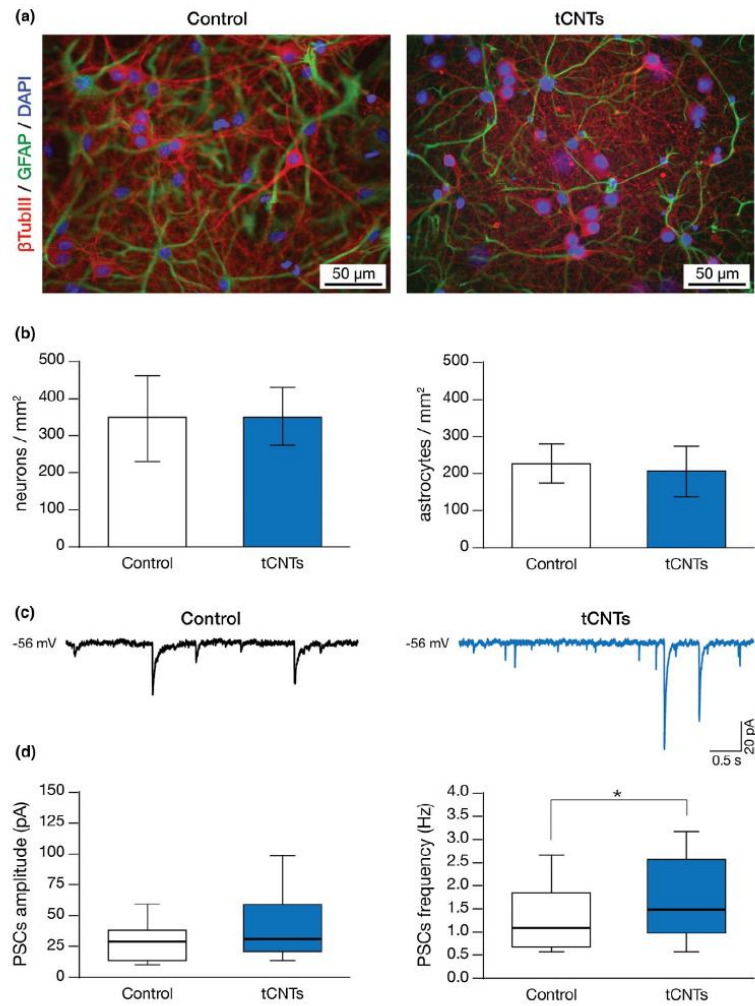 (a)
Control
tCNTs
βTubIII / GFAP / DAPI
50 µm
50 µm
(b)
neurons / mm²
500
400
300
400
100
0
Control
tCNTs
astrocytes / mm²
500
400
300
200
100
0
Control
tCNTs
(c)
Control
tCNTs
-56 mV
-56 mV
20 pA
0.5 s
(d)
PSCs amplitude (pA)
150
125
100
75
50
25
0
Control
tCNTs
PSCs frequency (Hz)
4.0
3.5
3.0
2.5
2.0
1.5
1.0
0.5
0.0
*
Control
tCNTs